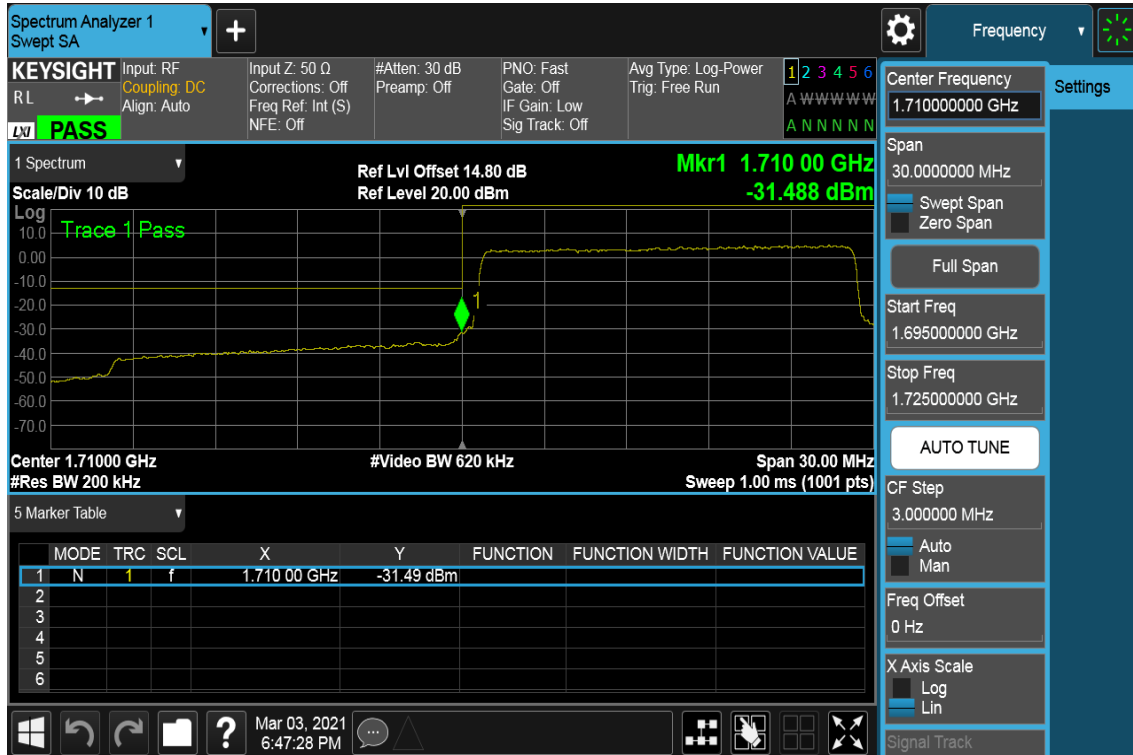 Spectrum Analyzer 1
Swept SA
+
Frequency
KEYSIGHT
RL
LXI PASS
Input: RF
Coupling: DC
Align: Auto
Input Z: 50 Ω
Corrections: Off
Freq Ref: Int (S)
NFE: Off
#Atten: 30 dB
Preamp: Off
PNO: Fast
Gate: Off
IF Gain: Low
Sig Track: Off
Avg Type: Log-Power
Trig: Free Run
1 2 3 4 5 6
A W W W W W
A N N N N N
1 Spectrum
Scale/Div 10 dB
Ref Lvl Offset 14.80 dB
Ref Level 20.00 dBm
Mkr1 1.710 00 GHz
-31.488 dBm
Log
Trace 1 Pass
10.0
0.00
-10.0
-20.0
-30.0
-40.0
-50.0
-60.0
-70.0
1
Center 1.71000 GHz
#Video BW 620 kHz
Span 30.00 MHz
#Res BW 200 kHz
Sweep 1.00 ms (1001 pts)
5 Marker Table
MODE TRC SCL X Y FUNCTION FUNCTION WIDTH FUNCTION VALUE
1 N 1 f 1.710 00 GHz -31.49 dBm
2
3
4
5
6
?
Mar 03, 2021
6:47:28 PM
Center Frequency
1.710000000 GHz
Settings
Span
30.0000000 MHz
Swept Span
Zero Span
Full Span
Start Freq
1.695000000 GHz
Stop Freq
1.725000000 GHz
AUTO TUNE
CF Step
3.000000 MHz
Auto
Man
Freq Offset
0 Hz
X Axis Scale
Log
Lin
Signal Track